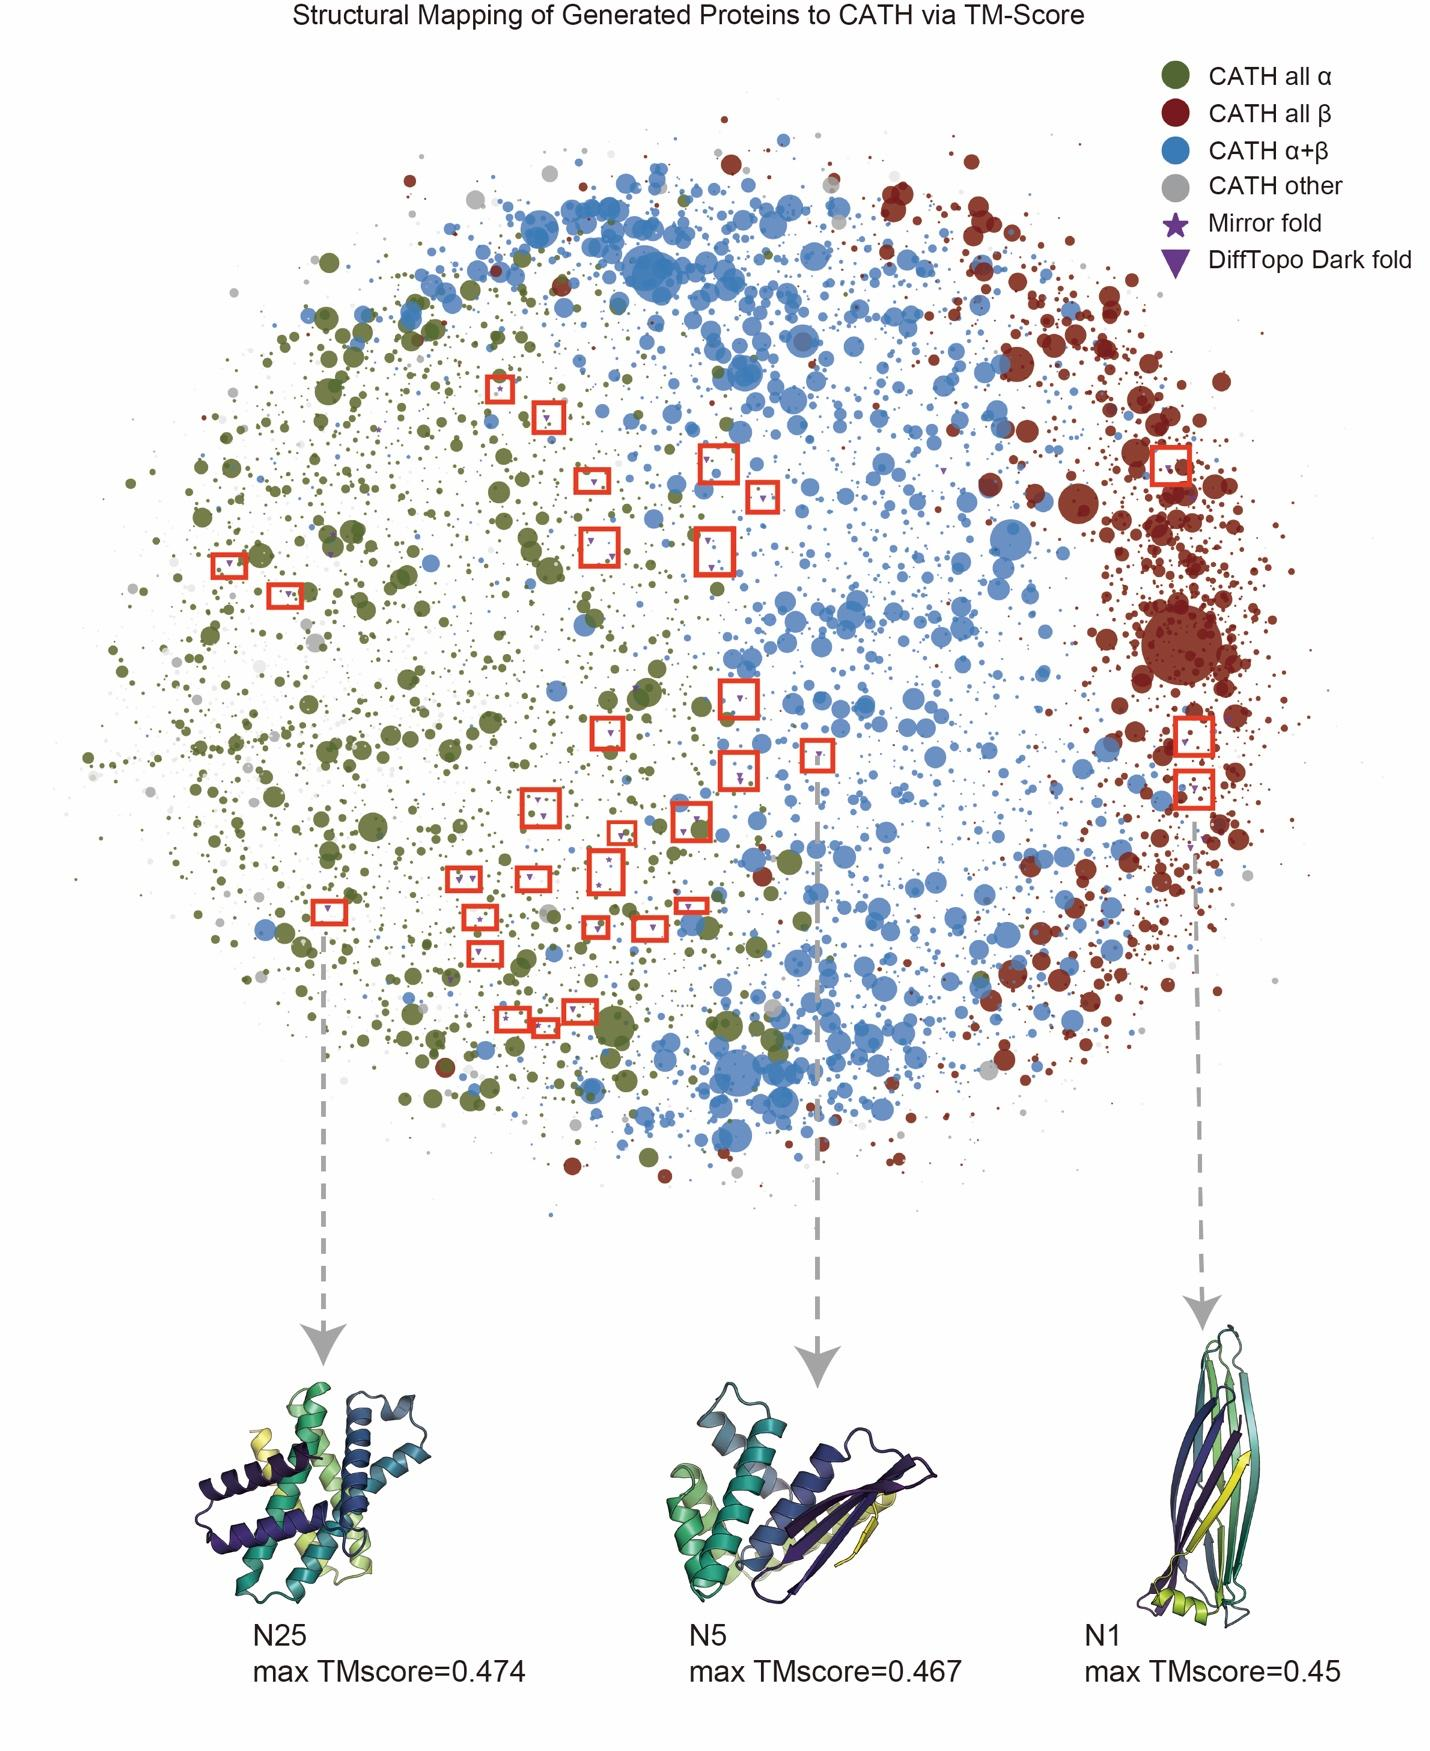 Structural Mapping of Generated Proteins to CATH via TM-Score
CATH all α
CATH all β
CATH α+β
CATH other
Mirror fold
DiffTopo Dark fold
N25
max TMscore=0.474
N5
max TMscore=0.467
N1
max TMscore=0.45